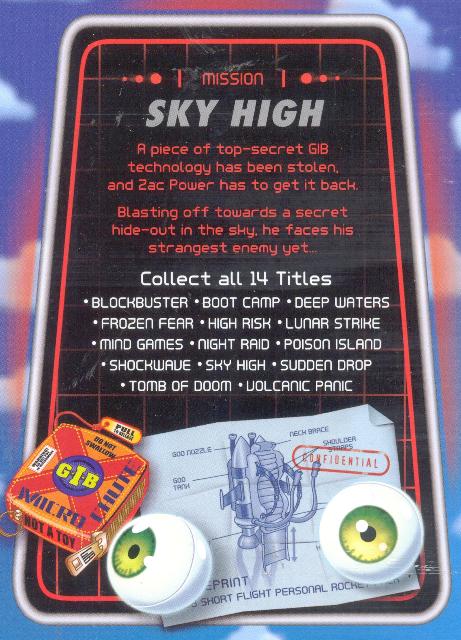 MISSION
SKY HIGH
A piece of top-secret GIB
technology has been stolen,
and Zac Power has to get it back.
Blasting off towards a secret
hide-out in the sky, he faces his
strangest enemy yet...
Collect all 14 Titles
• BLOCKBUSTER • BOOT CAMP • DEEP WATERS
• FROZEN FEAR • HIGH RISK • LUNAR STRIKE
• MIND GAMES • NIGHT RAID • POISON ISLAND
• SHOCKWAVE • SKY HIGH • SUDDEN DROP
• TOMB OF DOOM • VOLCANIC PANIC
PULL
DO NOT
SWALLOW
GIB
MICRO
NOT A TOY
NECK BRACE
GOO NOZZLE
SHOULDER
STRAPS
CONFIDENTIAL
GOO
TANK
EPRINT
SHORT FLIGHT PERSONAL ROCKET